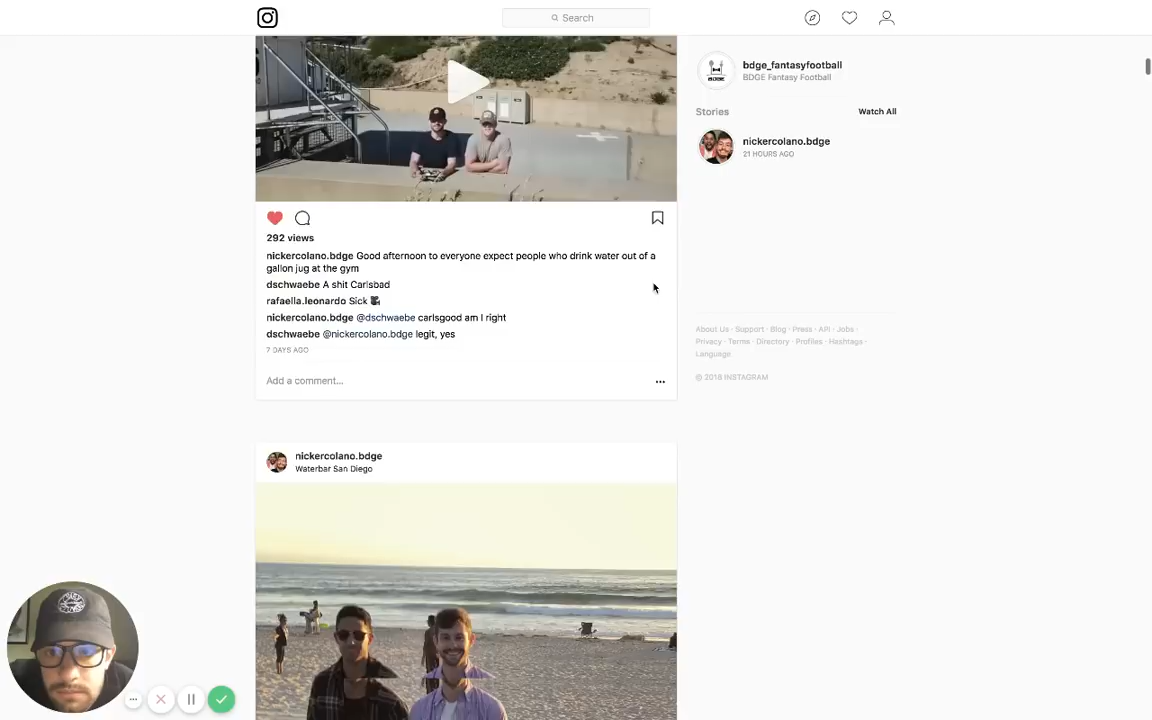 Search
bdge_fantasyfootball
BDGE Fantasy Football
Stories
Watch All
nickercolano.bdge
21 HOURS AGO
292 views
nickercolano.bdge Good afternoon to everyone expect people who drink water out of a
gallon jug at the gym
dschwaebe A shit Carlsbad
rafaella.leonardo Sick
nickercolano.bdge @dschwaebe carlsgood am I right
dschwaebe @nickercolano.bdge legit, yes
7 DAYS AGO
Add a comment...
About Us · Support · Blog · Press · API · Jobs ·
Privacy · Terms · Directory · Profiles · Hashtags ·
Language
© 2018 INSTAGRAM
nickercolano.bdge
Waterbar San Diego